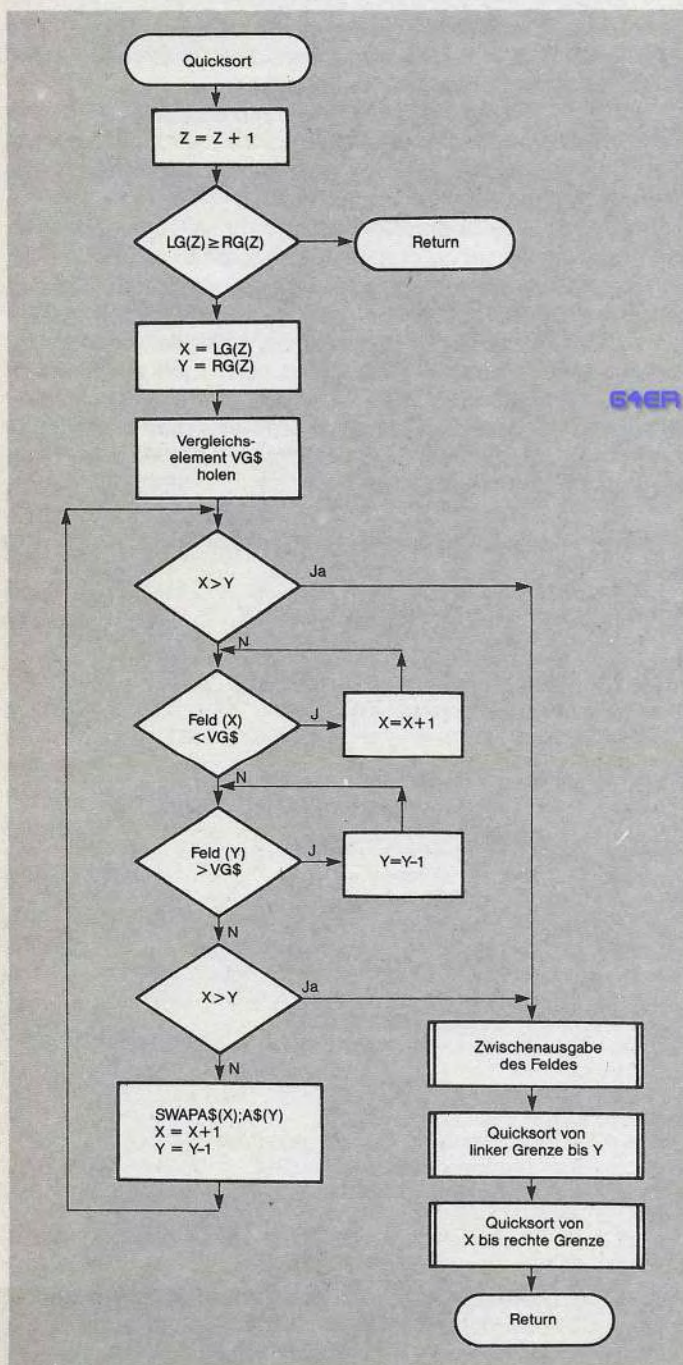 Quicksort
Z = Z + 1
LG(Z) ≥ RG(Z)
Return
X = LG(Z)
Y = RG(Z)
64ER
Vergleichs-
element VG$
holen
X > Y
Ja
N
Feld (X)
< VG$
J
X = X + 1
N
Feld (Y)
> VG$
J
Y = Y–1
N
X > Y
Ja
N
SWAPA$(X);A$(Y)
X = X+1
Y = Y–1
Zwischenausgabe
des Feldes
Quicksort von
linker Grenze bis Y
Quicksort von
X bis rechte Grenze
Return